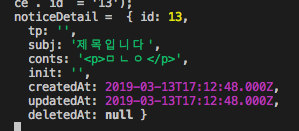 ce`.`id` = '13');
noticeDetail =  { id: 13,
  tp: '',
  subj: '제목입니다',
  conts: '<p>ㅁㄴㅇ</p>',
  init: '',
  createdAt: 2019-03-13T17:12:48.000Z,
  updatedAt: 2019-03-13T17:12:48.000Z,
  deletedAt: null }